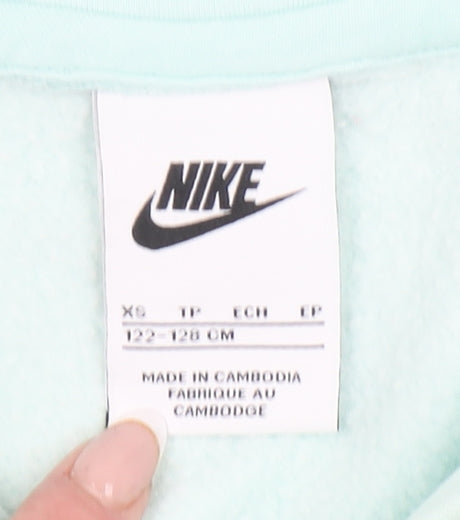 NIKE
XS TP ECH EP
122-128 CM
MADE IN CAMBODIA
FABRIQUE AU
CAMBODGE